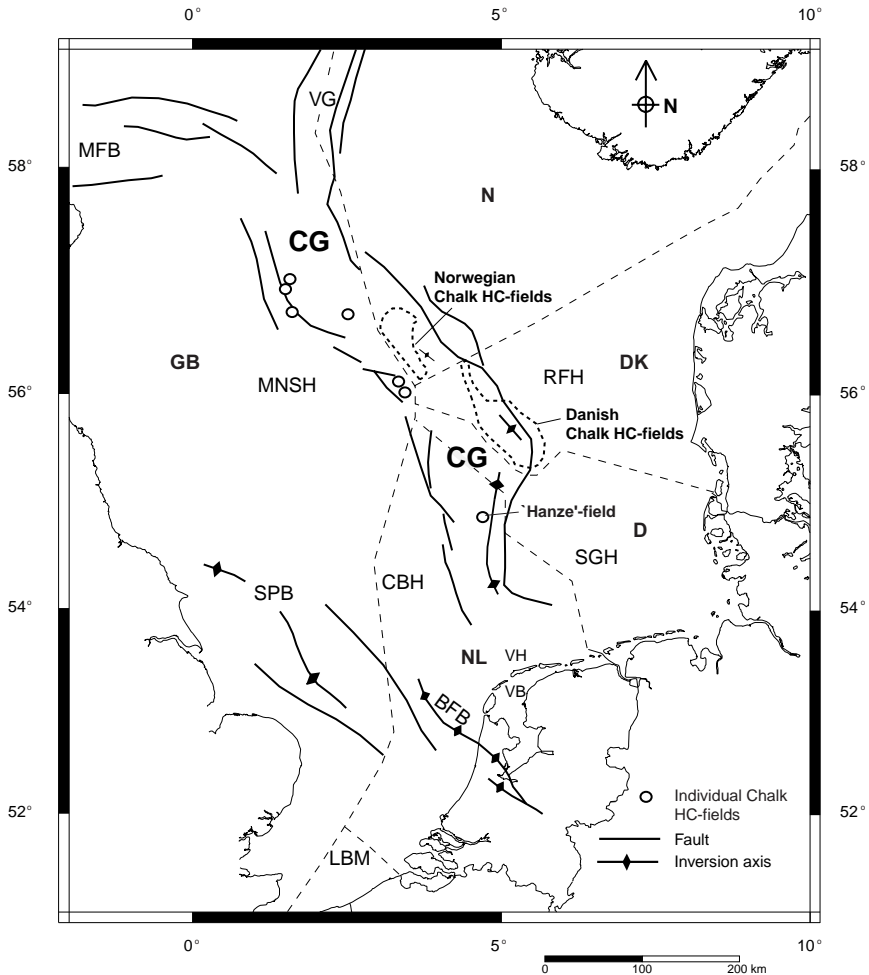 0° 5° 10°
VG
N
MFB
58° 58°
N
CG
Norwegian
Chalk HC-fields
GB
DK
RFH
MNSH
56° 56°
Danish
Chalk HC-fields
CG
`Hanze'-field
D
SGH
CBH
SPB
54° 54°
NL
VH
VB
BFB
Individual Chalk
HC-fields
52° 52°
Fault
LBM
Inversion axis
0° 5° 10°
0 100 200 km